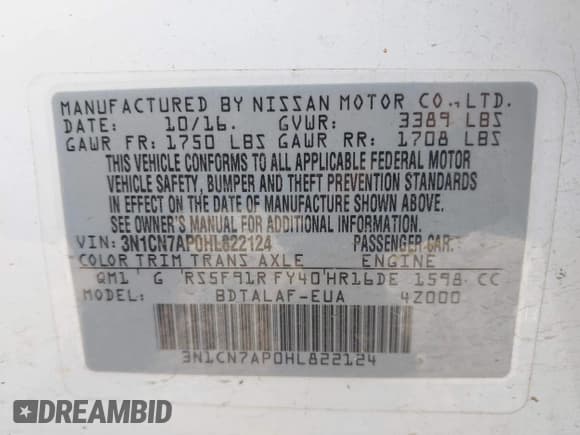 MANUFACTURED BY NISSAN MOTOR CO., LTD.
DATE: 10/16. GVWR: 3389 LBS
GAWR FR: 1750 LBS GAWR RR: 1708 LBS
THIS VEHICLE CONFORMS TO ALL APPLICABLE FEDERAL MOTOR
VEHICLE SAFETY, BUMPER AND THEFT PREVENTION STANDARDS
IN EFFECT ON THE DATE OF MANUFACTURE SHOWN ABOVE.
SEE OWNER'S MANUAL FOR ADDITIONAL INFORMATION.
VIN: 3N1CN7AP0HL822124 PASSENGER CAR.
COLOR TRIM TRANS AXLE ENGINE
QM1 G RS5F91R FY40 HR16DE 1598 CC
MODEL: BDTALAF-EUA 4Z000
3N1CN7AP0HL822124
DREAMBID